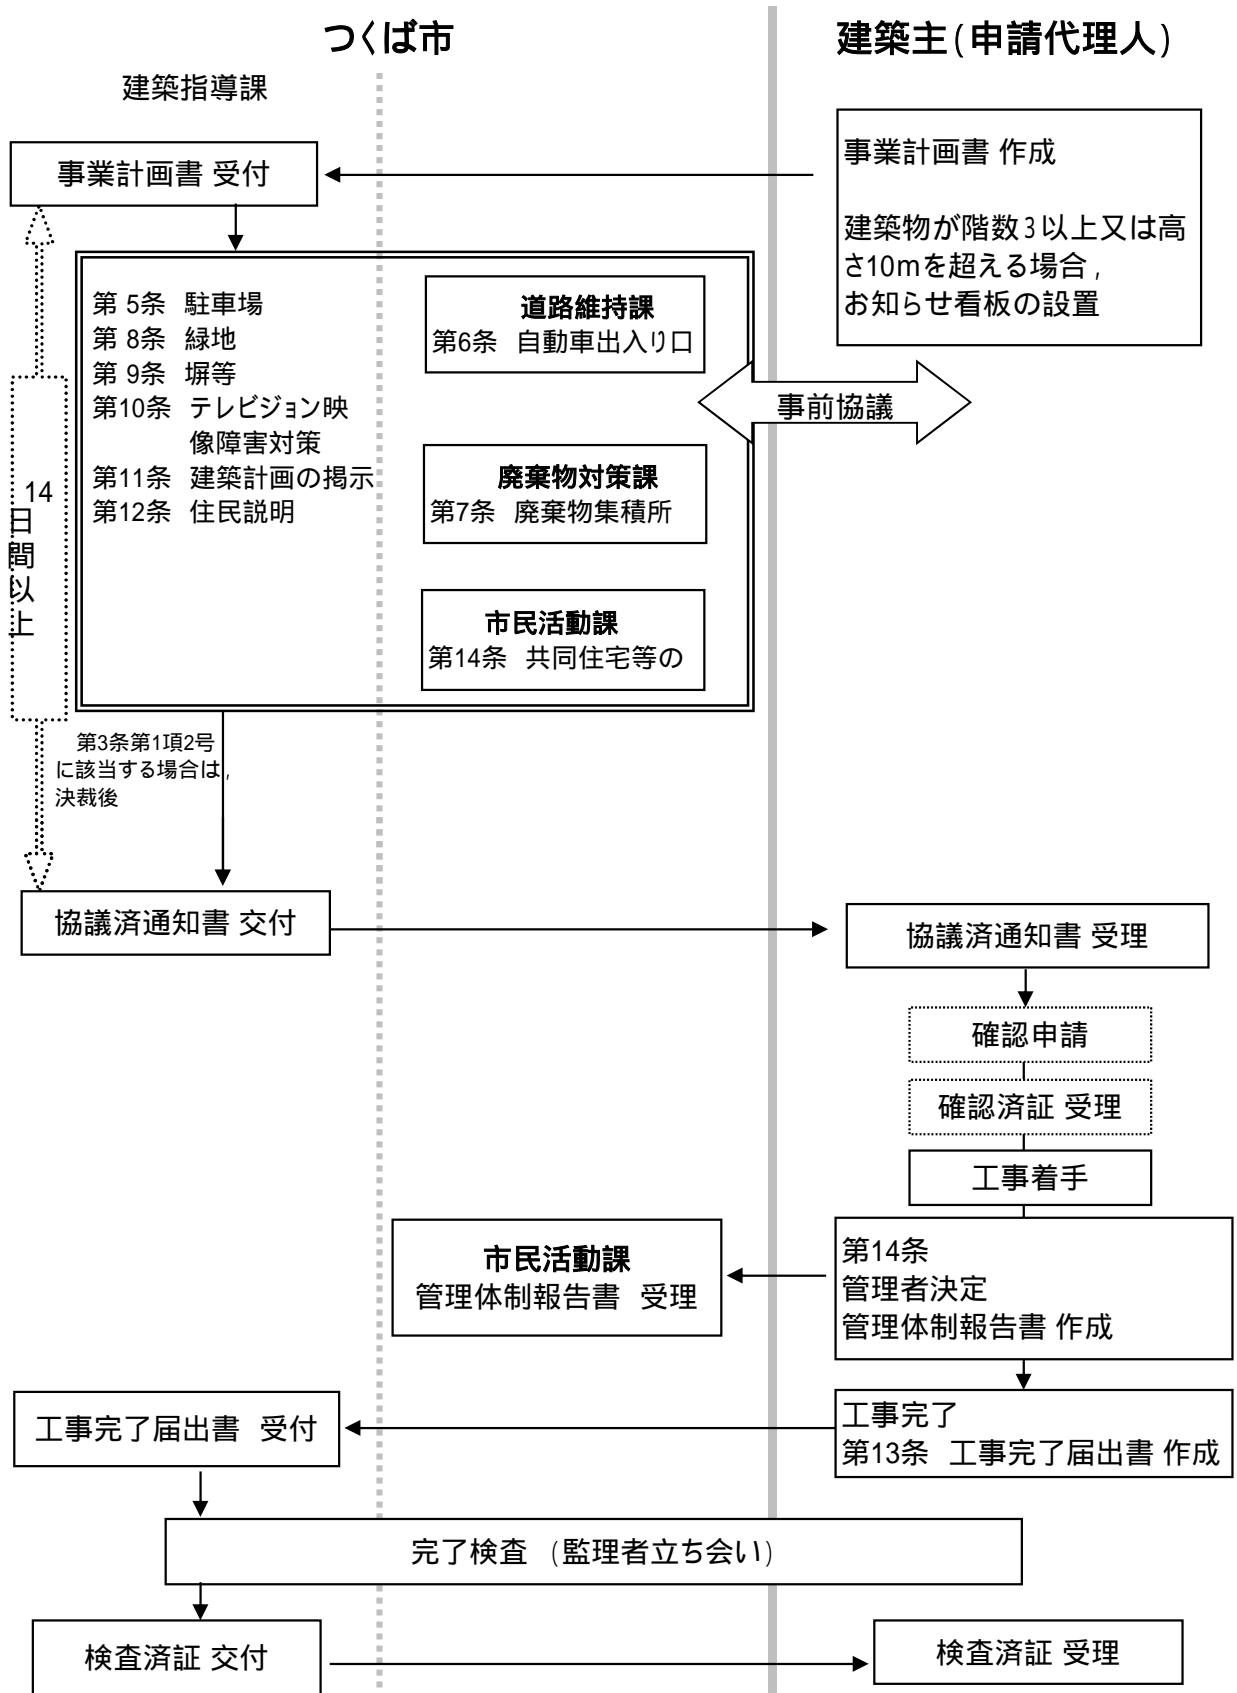 つくば市
建築主(申請代理人)
建築指導課
事業計画書 作成
建築物が階数3以上又は高
さ10mを超える場合,
お知らせ看板の設置
事業計画書 受付
第 5条 駐車場
第 8条 緑地
第 9条 塀等
第10条 テレビジョン映
像障害対策
第11条 建築計画の掲示
第12条 住民説明
道路維持課
第6条 自動車出入り口
事前協議
廃棄物対策課
第7条 廃棄物集積所
市民活動課
第14条 共同住宅等の
14
日間以上
第3条第1項2号
に該当する場合は,
決裁後
協議済通知書 交付
協議済通知書 受理
確認申請
確認済証 受理
工事着手
市民活動課
管理体制報告書 受理
第14条
管理者決定
管理体制報告書 作成
工事完了届出書 受付
工事完了
第13条 工事完了届出書 作成
完了検査 (監理者立ち会い)
検査済証 交付
検査済証 受理